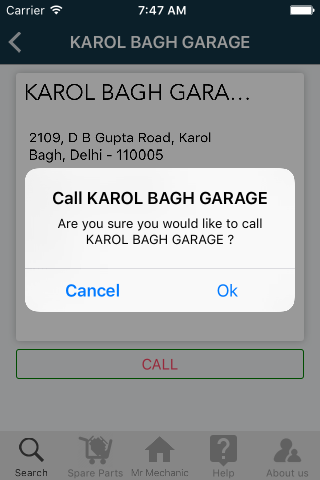 Carrier 7:47 AM
KAROL BAGH GARAGE
KAROL BAGH GARA...
2109, D B Gupta Road, Karol
Bagh, Delhi - 110005
Call KAROL BAGH GARAGE
Are you sure you would like to call
KAROL BAGH GARAGE ?
Cancel Ok
CALL
Search Spare Parts Mr Mechanic Help About us